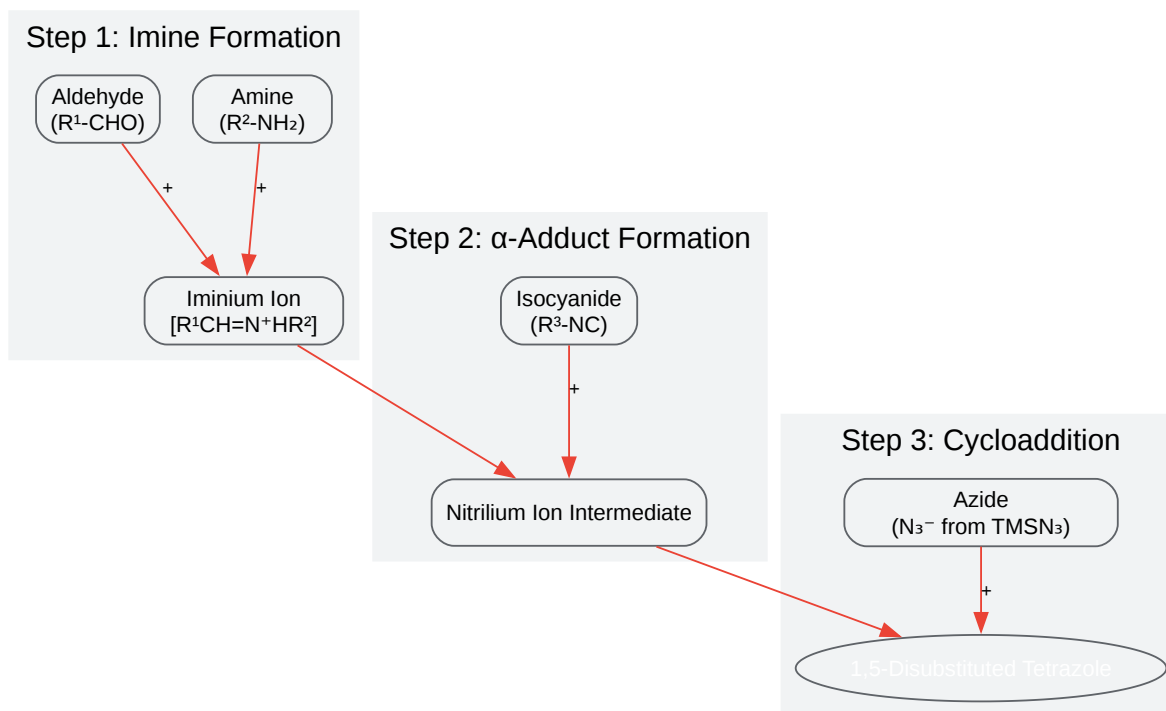 Step 1: Imine Formation
Aldehyde
(R¹-CHO)
Amine
(R²-NH₂)
+
+
Iminium Ion
[R¹CH=N⁺HR²]
Step 2: α-Adduct Formation
Isocyanide
(R³-NC)
+
Nitrilium Ion Intermediate
Step 3: Cycloaddition
Azide
(N₃⁻ from TMSN₃)
+
1,5-Disubstituted Tetrazole